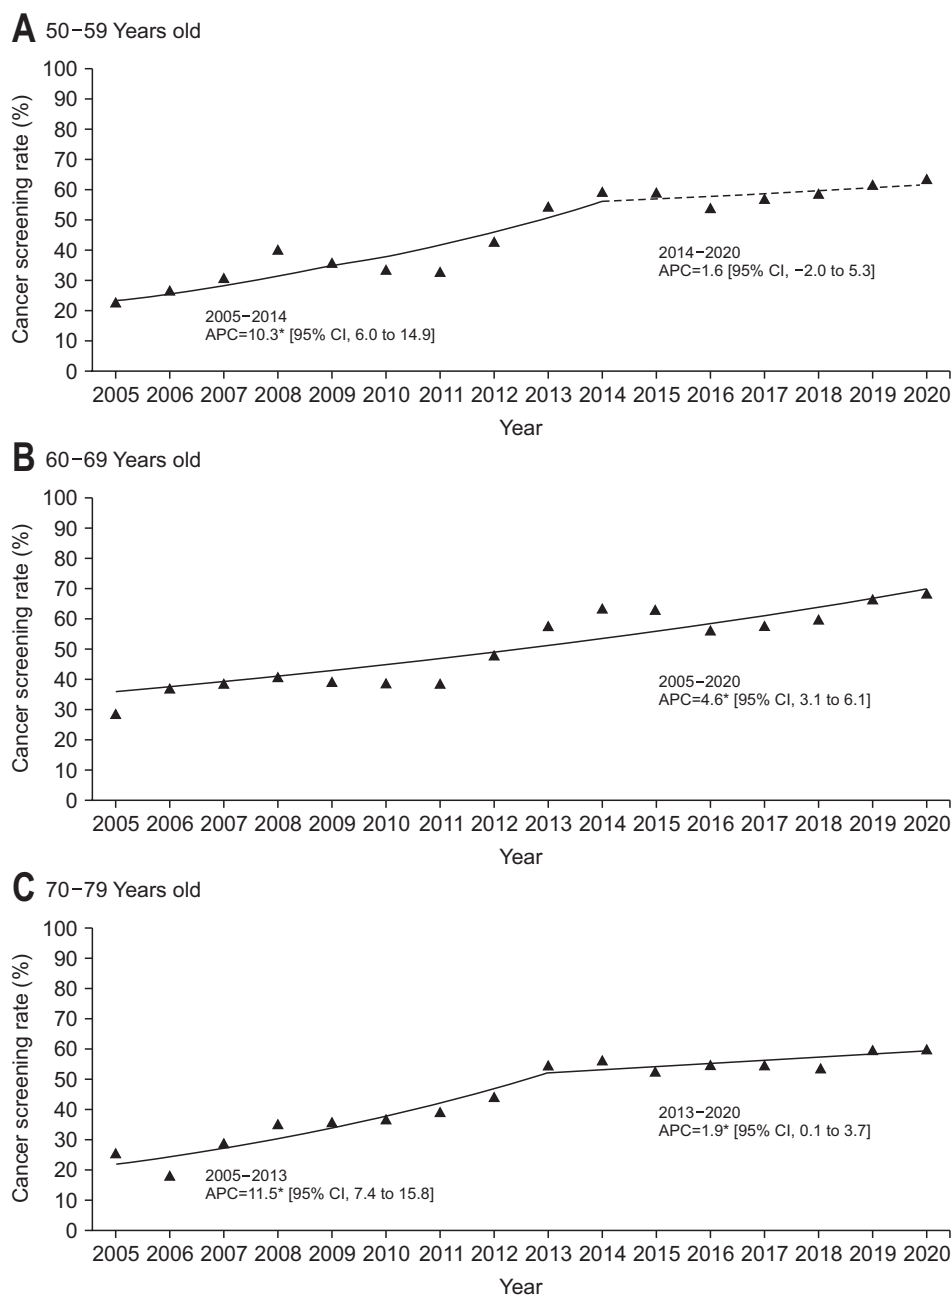 A 50−59 Years old
Cancer screening rate (%)
100
90
80
70
60
50
40
30
20
10
0
2014−2020
APC=1.6 [95% CI, −2.0 to 5.3]
2005−2014
APC=10.3* [95% CI, 6.0 to 14.9]
2005 2006 2007 2008 2009 2010 2011 2012 2013 2014 2015 2016 2017 2018 2019 2020
Year
B 60−69 Years old
Cancer screening rate (%)
100
90
80
70
60
50
40
30
20
10
0
2005−2020
APC=4.6* [95% CI, 3.1 to 6.1]
2005 2006 2007 2008 2009 2010 2011 2012 2013 2014 2015 2016 2017 2018 2019 2020
Year
C 70−79 Years old
Cancer screening rate (%)
100
90
80
70
60
50
40
30
20
10
0
2013−2020
APC=1.9* [95% CI, 0.1 to 3.7]
2005−2013
APC=11.5* [95% CI, 7.4 to 15.8]
2005 2006 2007 2008 2009 2010 2011 2012 2013 2014 2015 2016 2017 2018 2019 2020
Year